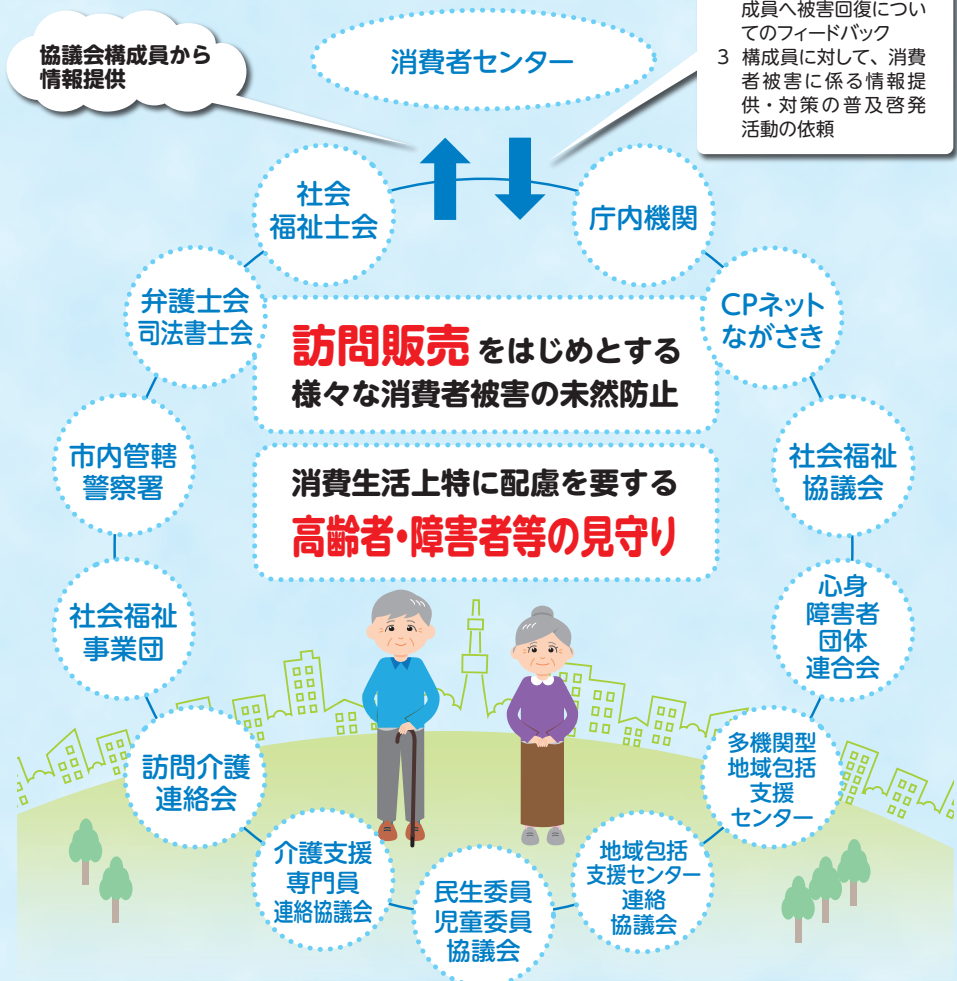 協議会構成員から
情報提供
消費者センター
成員へ被害回復につい
てのフィードバック
3 構成員に対して、消費
者被害に係る情報提
供・対策の普及啓発
活動の依頼
社会
福祉士会
庁内機関
弁護士会
司法書士会
CPネット
ながさき
訪問販売をはじめとする
様々な消費者被害の未然防止
市内管轄
警察署
社会福祉
協議会
消費生活上特に配慮を要する
高齢者・障害者等の見守り
社会福祉
事業団
心身
障害者
団体
連合会
訪問介護
連絡会
多機関型
地域包括
支援
センター
介護支援
専門員
連絡協議会
民生委員
児童委員
協議会
地域包括
支援センター
連絡
協議会